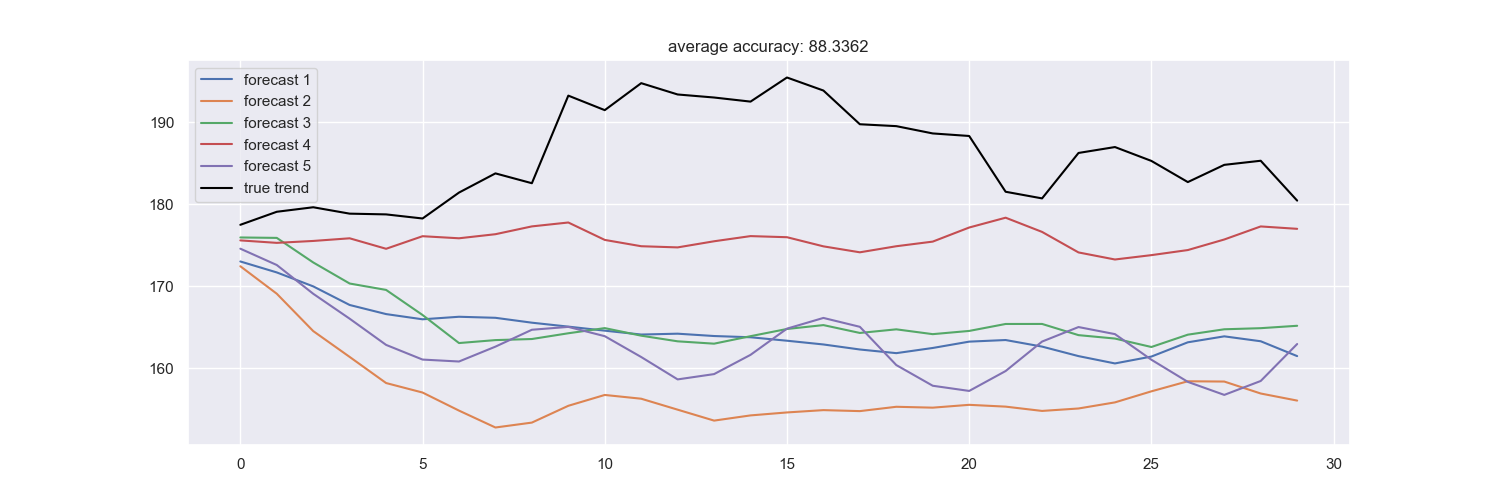 average accuracy: 88.3362
forecast 1
forecast 2
forecast 3
forecast 4
forecast 5
true trend
190
180
170
160
0 5 10 15 20 25 30